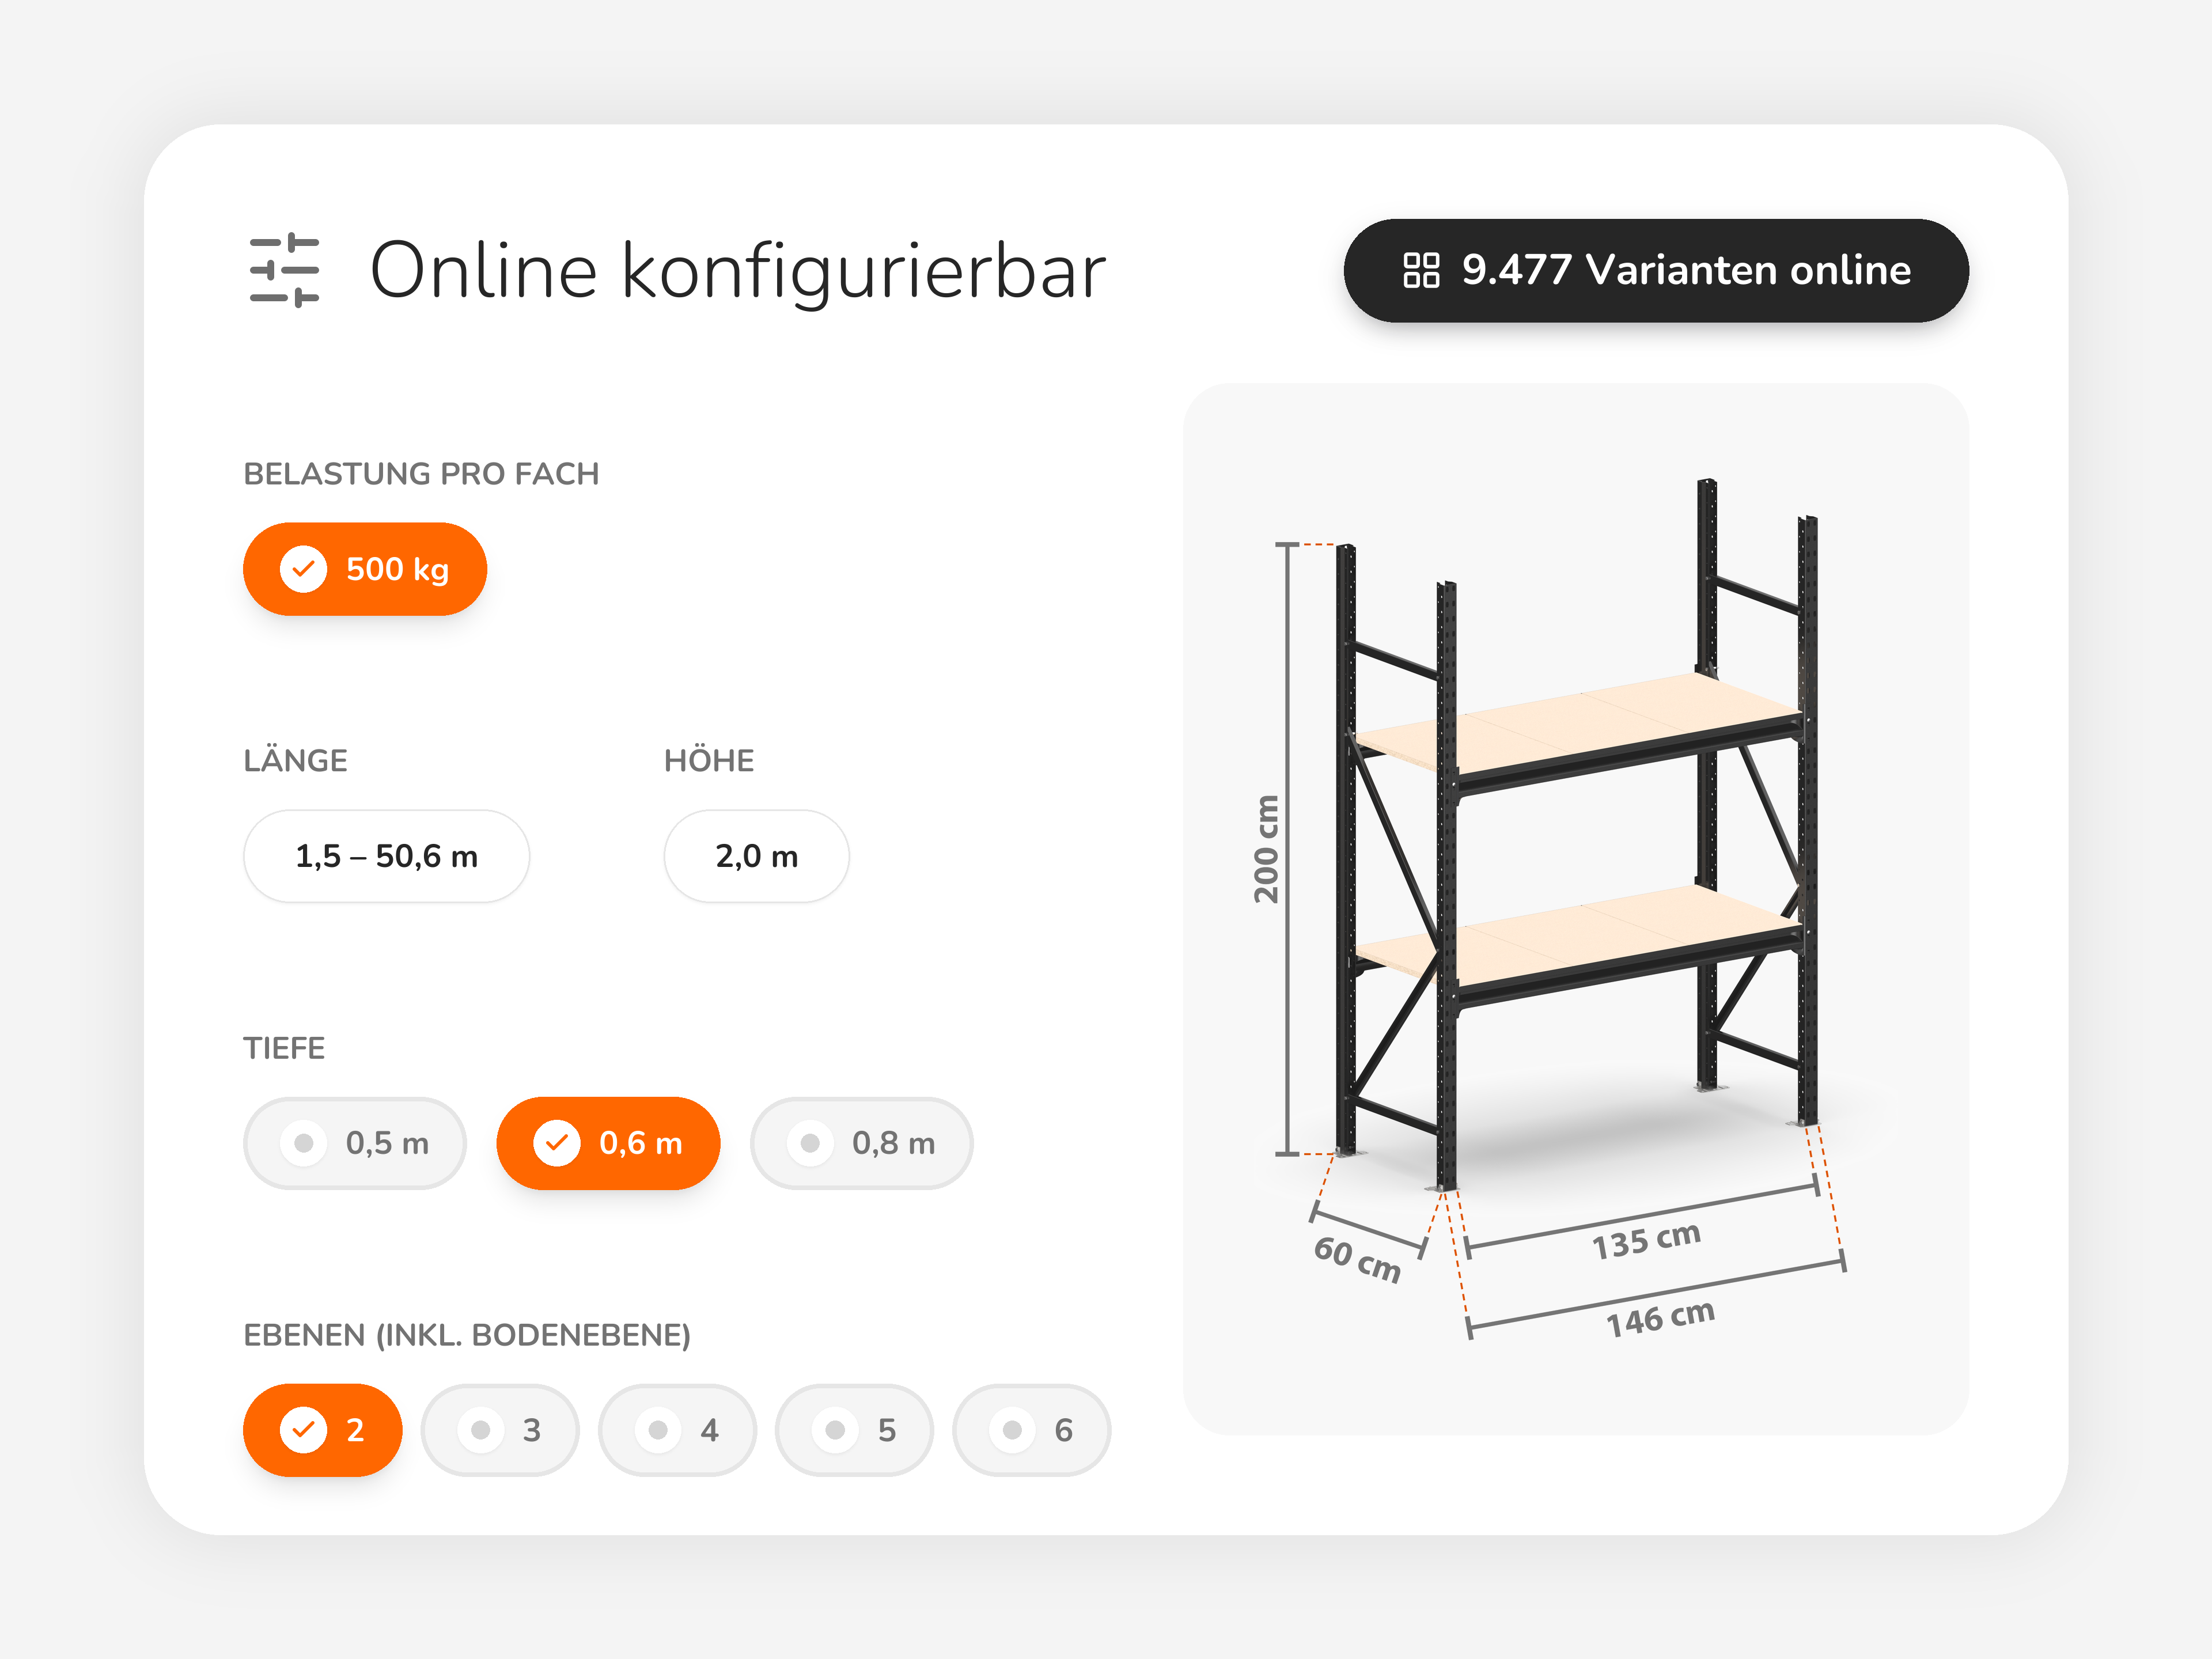 Online konfigurierbar
9.477 Varianten online
BELASTUNG PRO FACH
500 kg
LÄNGE
HÖHE
1,5 – 50,6 m
2,0 m
TIEFE
0,5 m
0,6 m
0,8 m
EBENEN (INKL. BODENEBENE)
2
3
4
5
6
200 cm
60 cm
135 cm
146 cm